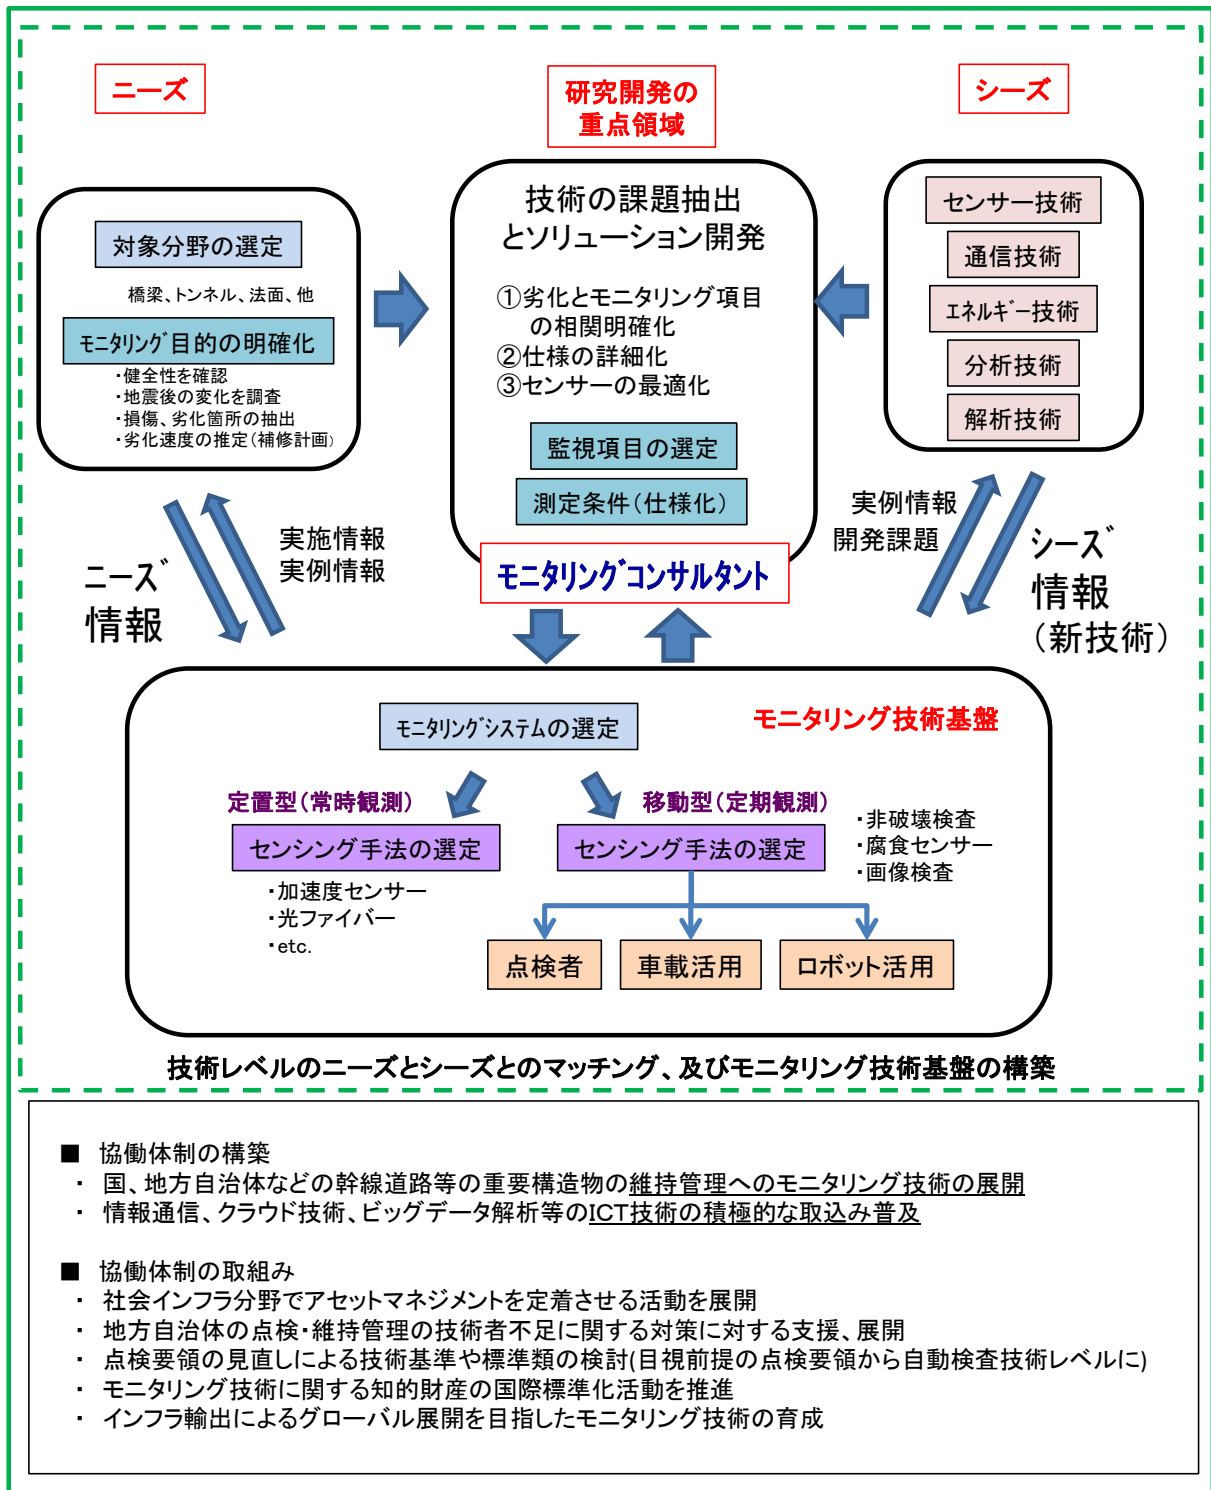 ニーズ
研究開発の
重点領域
シーズ
対象分野の選定
橋梁、トンネル、法面、他
ﾓﾆﾀﾘﾝｸﾞ目的の明確化
・健全性を確認
・地震後の変化を調査
・損傷、劣化箇所の抽出
・劣化速度の推定(補修計画)
技術の課題抽出
とソリューション開発
①劣化とモニタリング項目
の相関明確化
②仕様の詳細化
③センサーの最適化
監視項目の選定
測定条件(仕様化)
モニタリングコンサルタント
センサー技術
通信技術
ｴﾈﾙｷﾞｰ技術
分析技術
解析技術
ニーズ
情報
実施情報
実例情報
実例情報
開発課題
シーズ
情報
(新技術)
モニタリング技術基盤
ﾓﾆﾀﾘﾝｸﾞｼｽﾃﾑの選定
定置型(常時観測)
センシング手法の選定
・加速度センサー
・光ファイバー
・etc.
移動型(定期観測)
センシング手法の選定
・非破壊検査
・腐食センサー
・画像検査
点検者
車載活用
ロボット活用
技術レベルのニーズとシーズとのマッチング、及びモニタリング技術基盤の構築
■ 協働体制の構築
・ 国、地方自治体などの幹線道路等の重要構造物の維持管理へのモニタリング技術の展開
・ 情報通信、クラウド技術、ビッグデータ解析等のICT技術の積極的な取込み普及
■ 協働体制の取組み
・ 社会インフラ分野でアセットマネジメントを定着させる活動を展開
・ 地方自治体の点検・維持管理の技術者不足に関する対策に対する支援、展開
・ 点検要領の見直しによる技術基準や標準類の検討(目視前提の点検要領から自動検査技術レベルに)
・ モニタリング技術に関する知的財産の国際標準化活動を推進
・ インフラ輸出によるグローバル展開を目指したモニタリング技術の育成